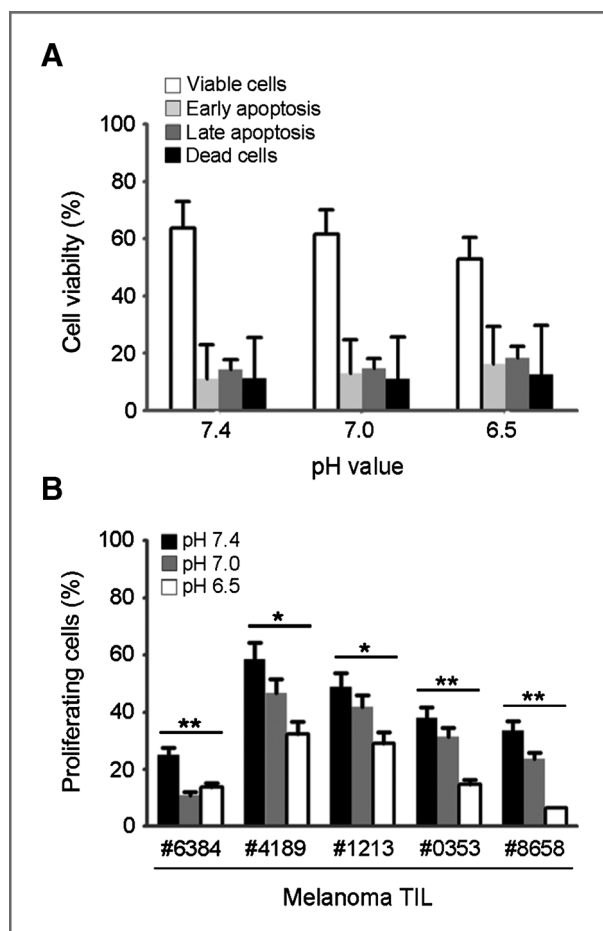 A
Viable cells
Early apoptosis
Late apoptosis
Dead cells
100
80
60
40
20
0
Cell viabilty (%)
7.4 7.0 6.5
pH value
B
pH 7.4
pH 7.0
pH 6.5
100
80
60
40
20
0
Proliferating cells (%)
** * * ** **
#6384 #4189 #1213 #0353 #8658
Melanoma TIL